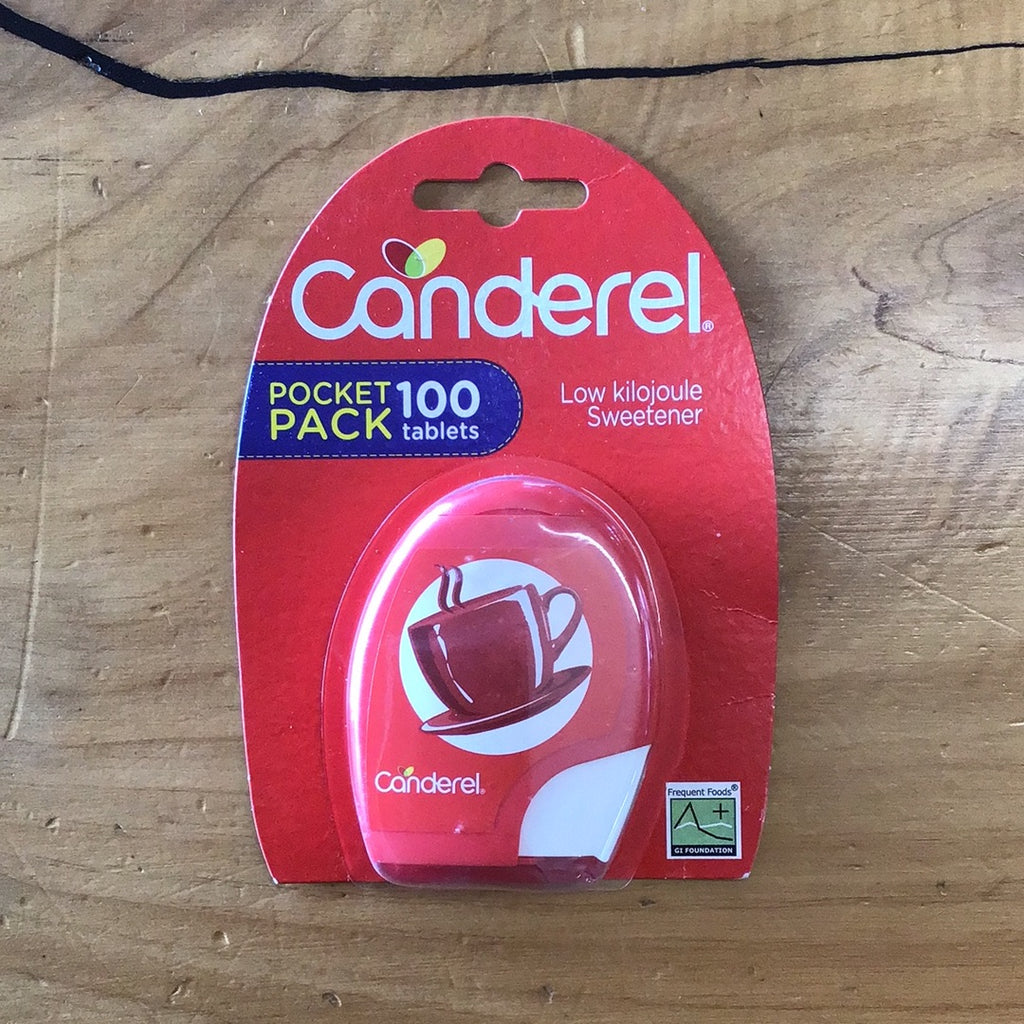 Canderel®
POCKET
PACK
100
tablets
Low kilojoule
Sweetener
Canderel®
Frequent Foods®
GI FOUNDATION